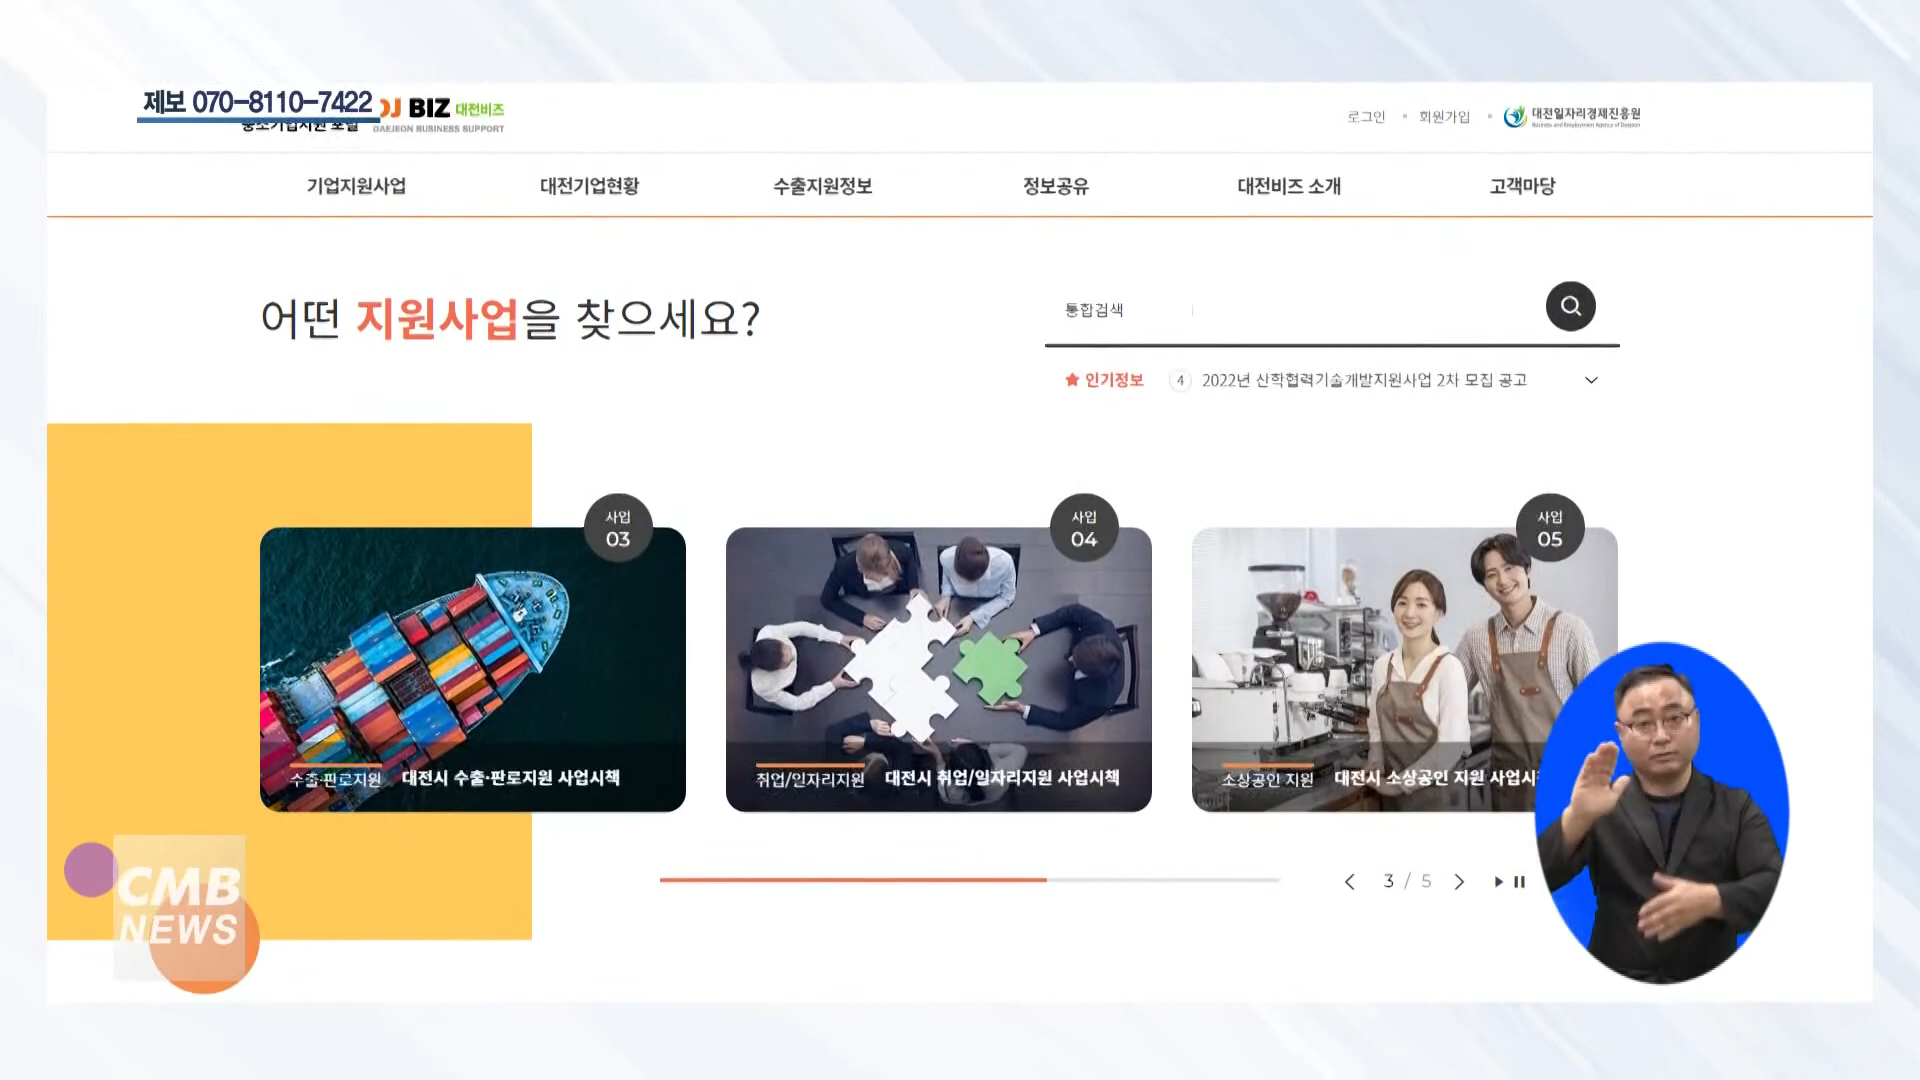 제보 070-8110-7422
중소기업지원 포털
DJ BIZ 대전비즈
DAEJEON BUSINESS SUPPORT
로그인
회원가입
대전일자리경제진흥원
Business and Employment Agency of Daejeon
기업지원사업
대전기업현황
수출지원정보
정보공유
대전비즈 소개
고객마당
어떤 지원사업을 찾으세요?
통합검색
인기정보
4 2022년 산학협력기술개발지원사업 2차 모집 공고
사업
03
수출·판로지원 대전시 수출·판로지원 사업시책
사업
04
취업/일자리지원 대전시 취업/일자리지원 사업시책
사업
05
소상공인 지원 대전시 소상공인 지원 사업시
3 / 5
CMB
NEWS